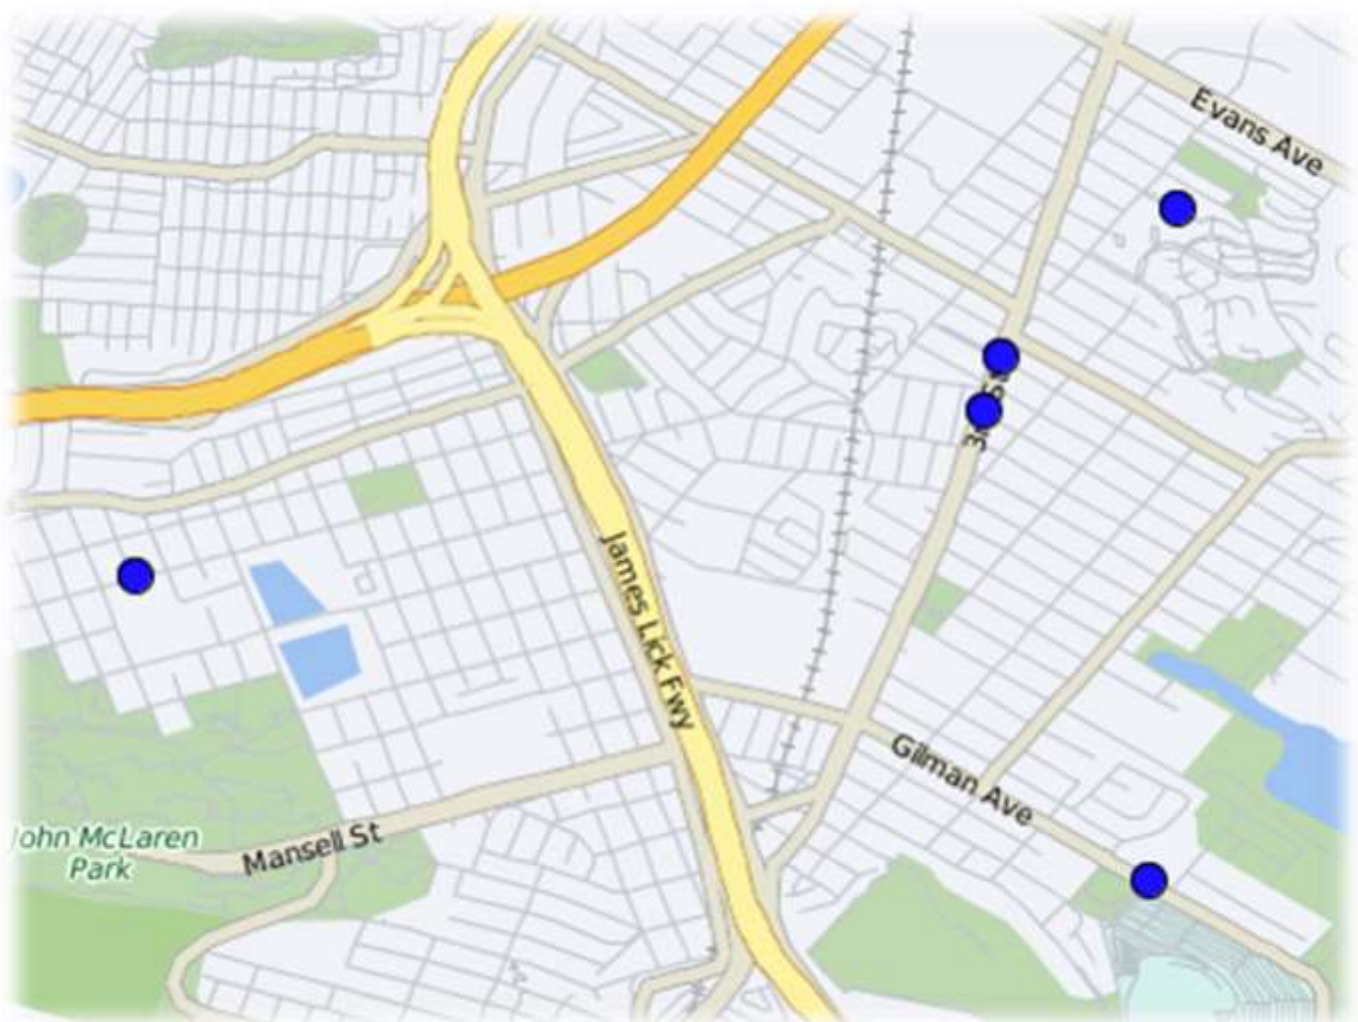 Evans Ave
James Lick Fwy
Gilman Ave
Mansell St
John McLaren
Park